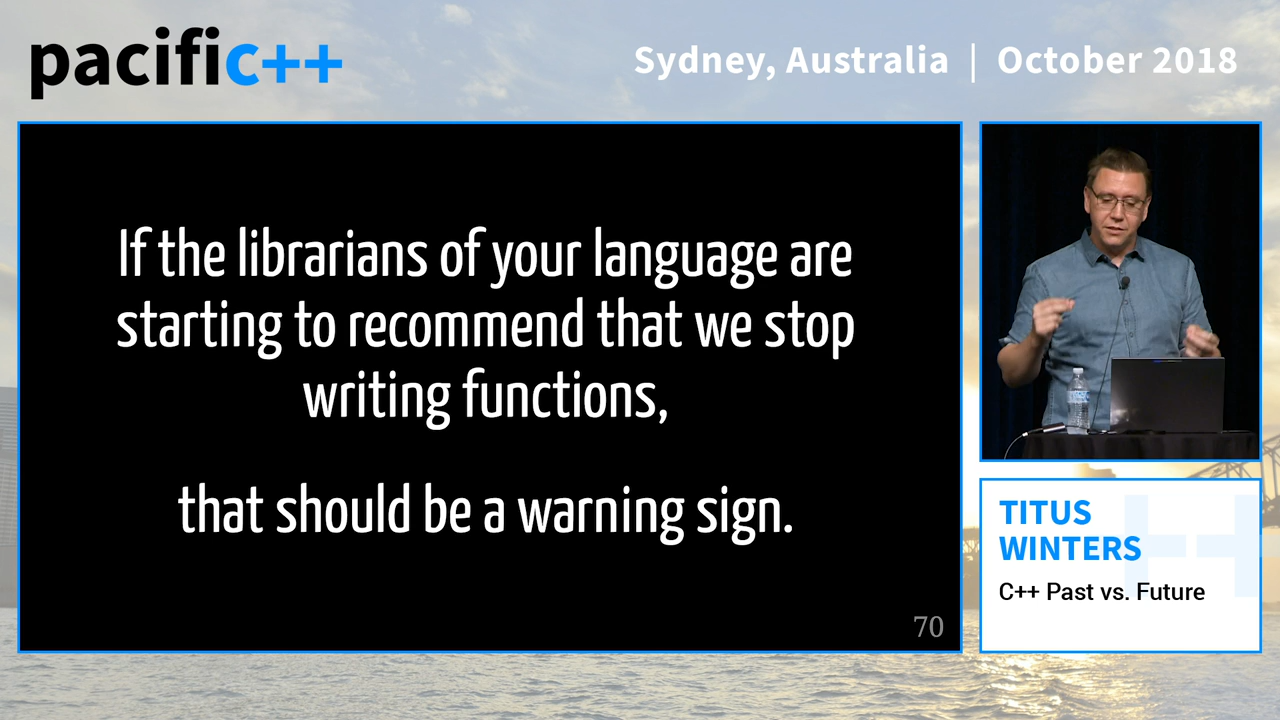 pacific++
Sydney, Australia | October 2018
If the librarians of your language are
starting to recommend that we stop
writing functions,
that should be a warning sign.
70
TITUS
WINTERS
C++ Past vs. Future